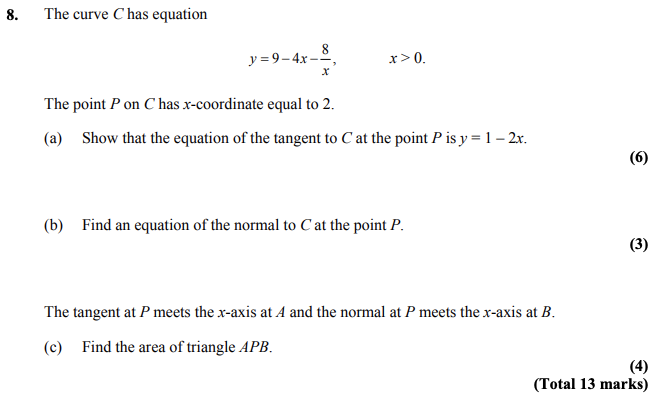 8. The curve C has equation
y = 9 – 4x – 8/x, x > 0.
The point P on C has x-coordinate equal to 2.
(a) Show that the equation of the tangent to C at the point P is y = 1 – 2x.
(6)
(b) Find an equation of the normal to C at the point P.
(3)
The tangent at P meets the x-axis at A and the normal at P meets the x-axis at B.
(c) Find the area of triangle APB.
(4)
(Total 13 marks)